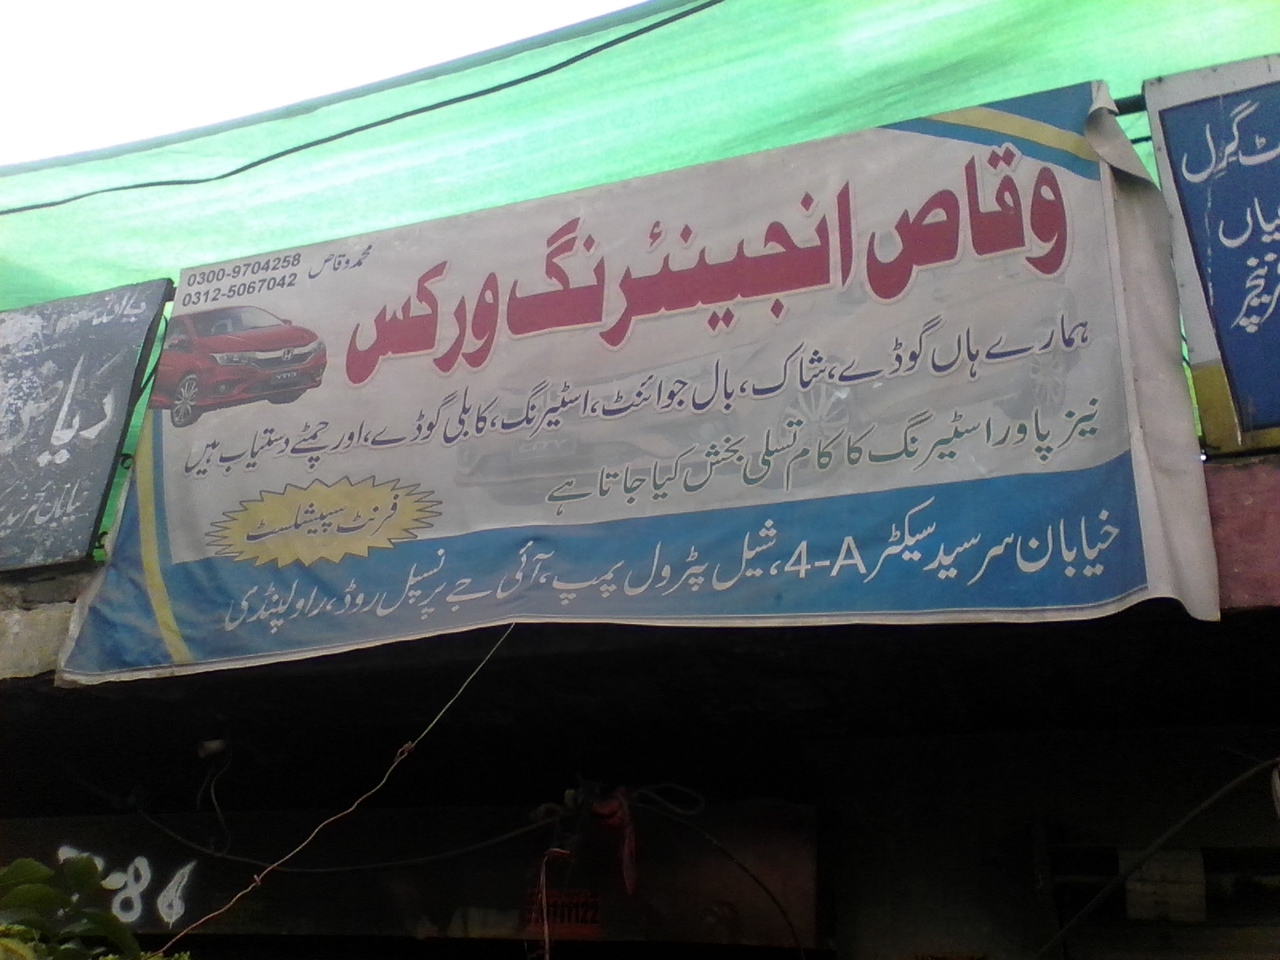 وقاص انجینئرنگ ورکس
محمد وقاص
0300-9704258
0312-5067042
ہمارے ہاں گوڈے، شاک، بال جوائنٹ، اسٹیرنگ، کابلی گوڈے، اور چمٹے دستیاب ہیں
نیز پاور اسٹیرنگ کا کام تسلی بخش کیا جاتا ہے
فرنٹ سپیشلسٹ
خیابان سرسید سیکٹر 4-A، شیل پٹرول پمپ، آئی جے پرنسپل روڈ، راولپنڈی
گرل